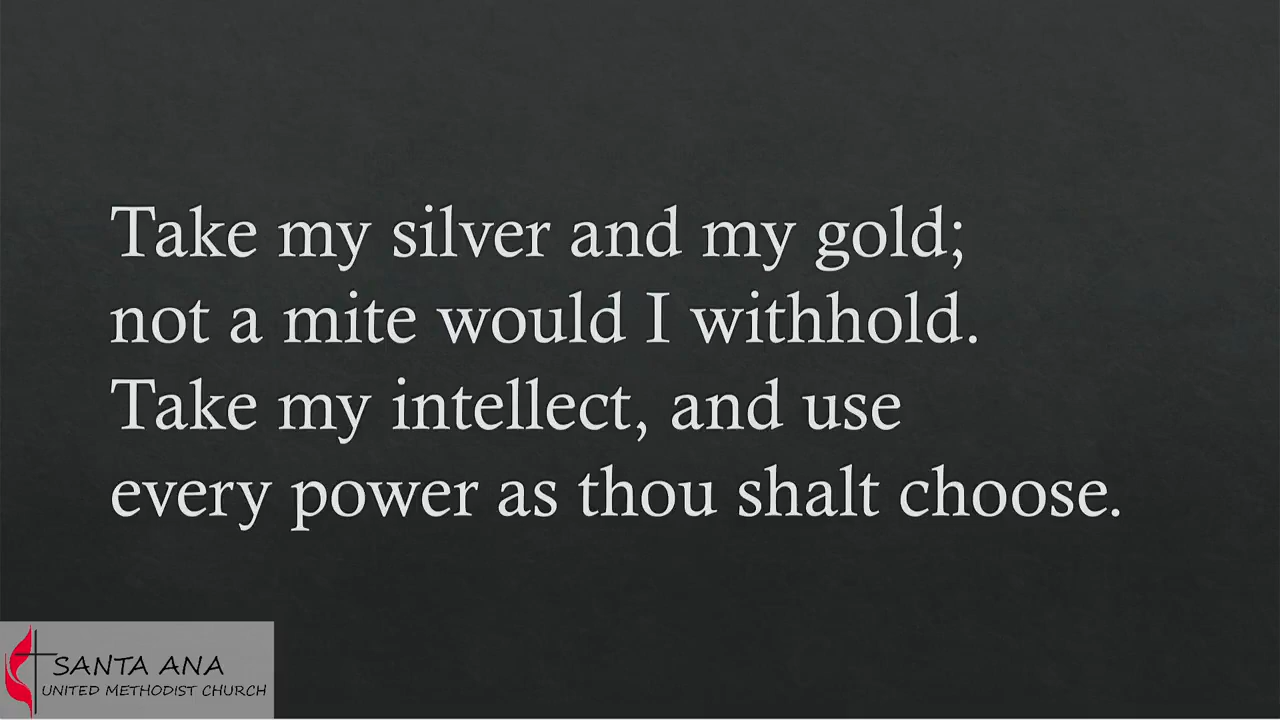 Take my silver and my gold;
not a mite would I withhold.
Take my intellect, and use
every power as thou shalt choose.
SANTA ANA
UNITED METHODIST CHURCH